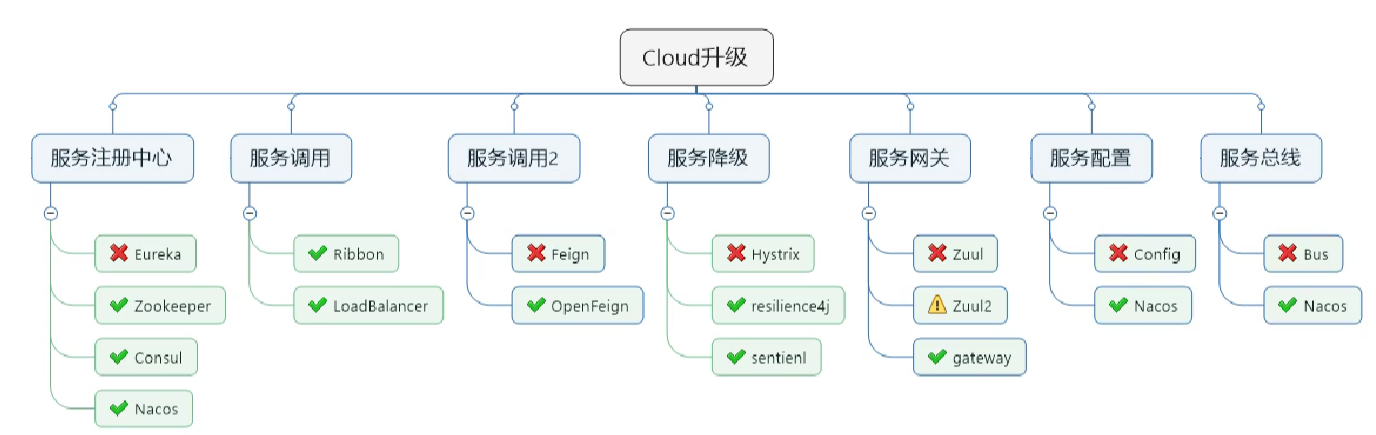 Cloud升级
服务注册中心
Eureka
Zookeeper
Consul
Nacos
服务调用
Ribbon
LoadBalancer
服务调用2
Feign
OpenFeign
服务降级
Hystrix
resilience4j
sentienl
服务网关
Zuul
Zuul2
gateway
服务配置
Config
Nacos
服务总线
Bus
Nacos